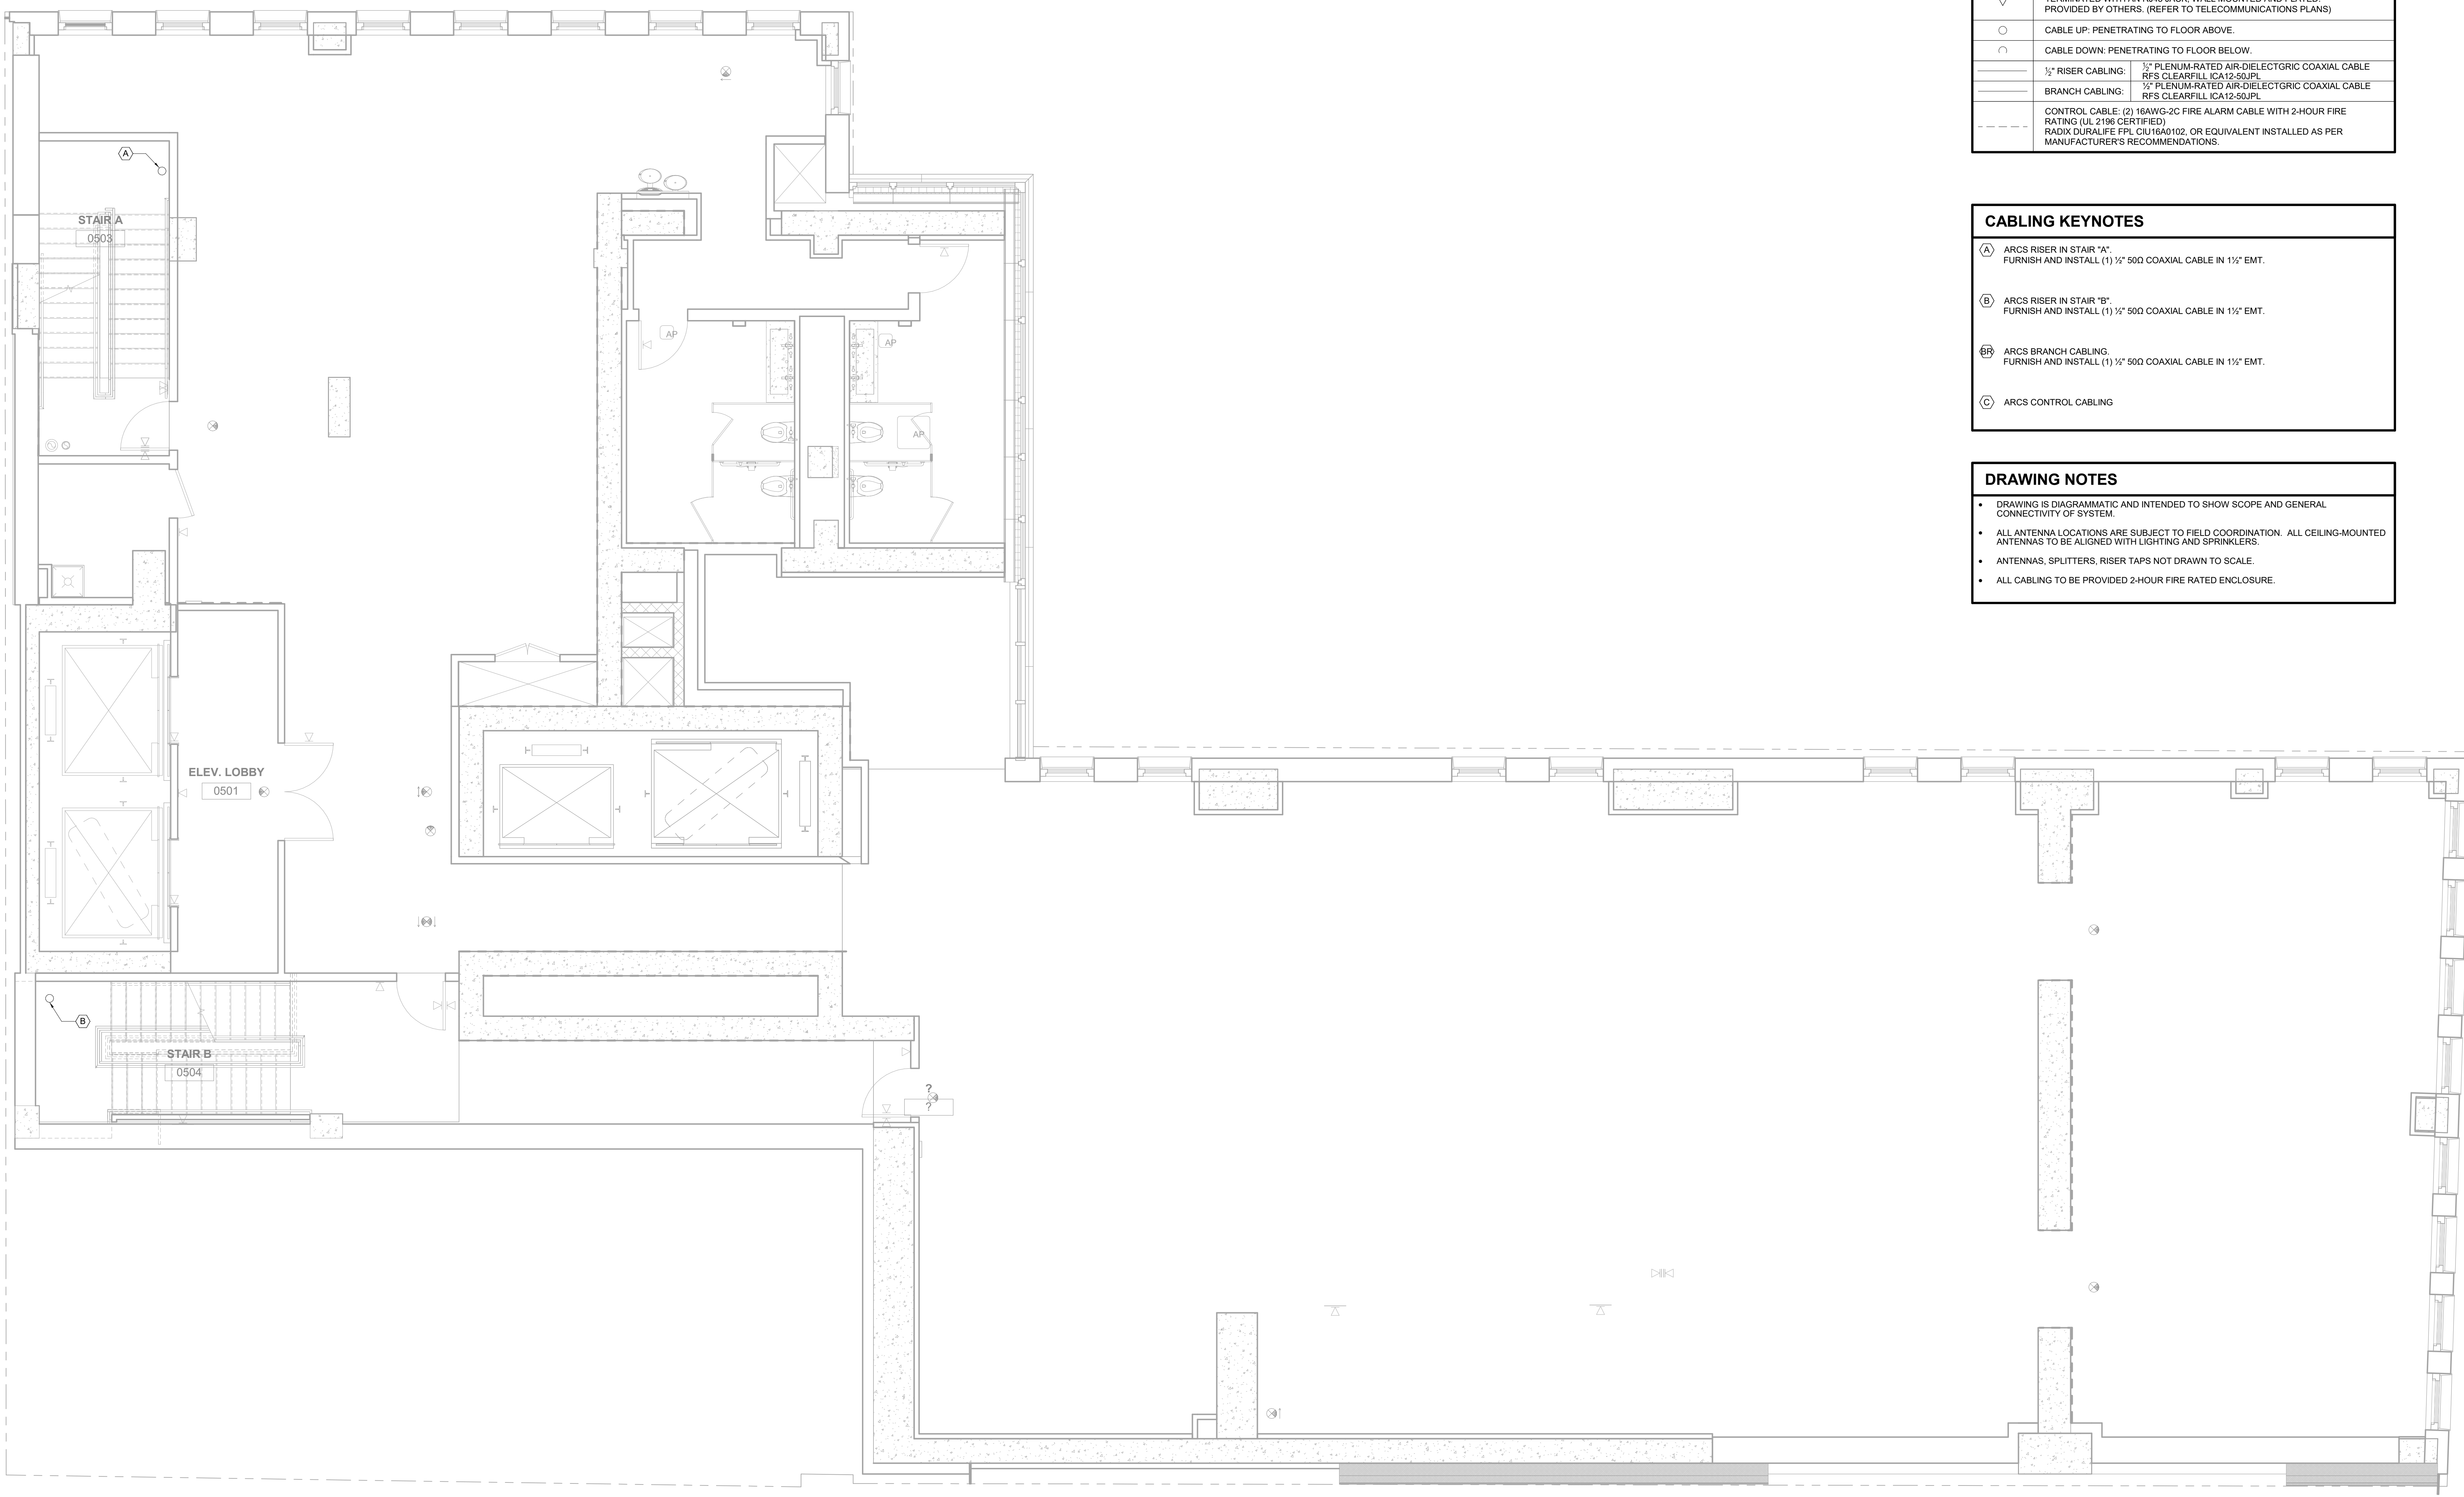 PROVIDED BY OTHERS. (REFER TO TELECOMMUNICATIONS PLANS)
CABLE UP: PENETRATING TO FLOOR ABOVE.
CABLE DOWN: PENETRATING TO FLOOR BELOW.
½" RISER CABLING:
½" PLENUM-RATED AIR-DIELECTGRIC COAXIAL CABLE
RFS CLEARFILL ICA12-50JPL
BRANCH CABLING:
½" PLENUM-RATED AIR-DIELECTGRIC COAXIAL CABLE
RFS CLEARFILL ICA12-50JPL
CONTROL CABLE: (2) 16AWG-2C FIRE ALARM CABLE WITH 2-HOUR FIRE
RATING (UL 2196 CERTIFIED)
RADIX DURALIFE FPL CIU16A0102, OR EQUIVALENT INSTALLED AS PER
MANUFACTURER'S RECOMMENDATIONS.
CABLING KEYNOTES
A ARCS RISER IN STAIR "A".
FURNISH AND INSTALL (1) ½" 50Ω COAXIAL CABLE IN 1½" EMT.
B ARCS RISER IN STAIR "B".
FURNISH AND INSTALL (1) ½" 50Ω COAXIAL CABLE IN 1½" EMT.
BR ARCS BRANCH CABLING.
FURNISH AND INSTALL (1) ½" 50Ω COAXIAL CABLE IN 1½" EMT.
C ARCS CONTROL CABLING
DRAWING NOTES
• DRAWING IS DIAGRAMMATIC AND INTENDED TO SHOW SCOPE AND GENERAL
CONNECTIVITY OF SYSTEM.
• ALL ANTENNA LOCATIONS ARE SUBJECT TO FIELD COORDINATION. ALL CEILING-MOUNTED
ANTENNAS TO BE ALIGNED WITH LIGHTING AND SPRINKLERS.
• ANTENNAS, SPLITTERS, RISER TAPS NOT DRAWN TO SCALE.
• ALL CABLING TO BE PROVIDED 2-HOUR FIRE RATED ENCLOSURE.
A
STAIR A
0503
AP
AP
AP
ELEV. LOBBY
0501
B
STAIR B
0504
?
?